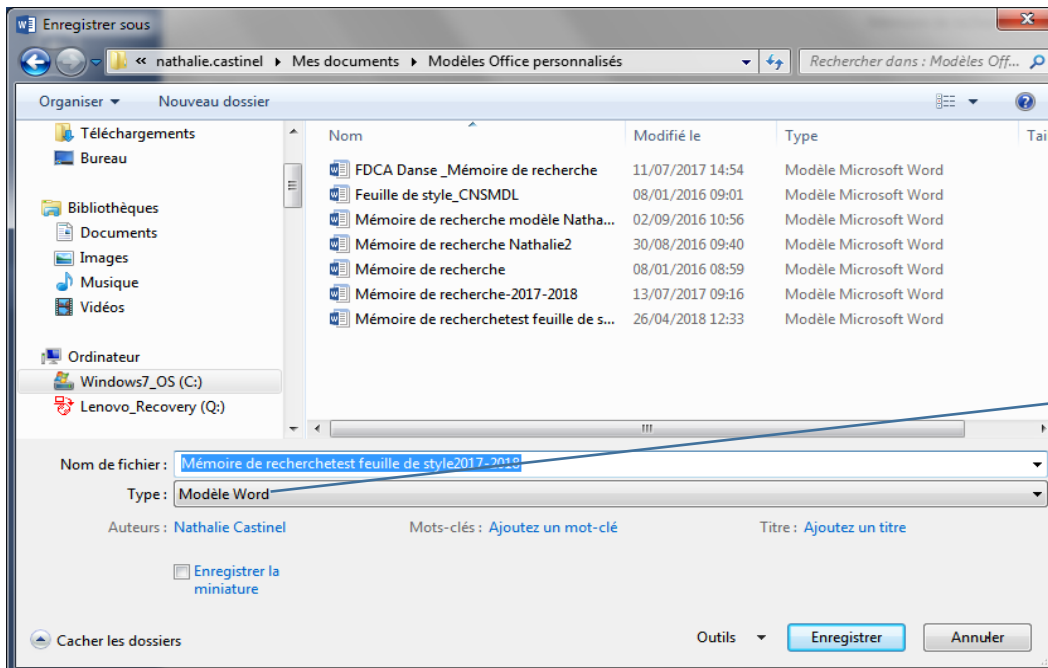 Enregistrer sous
« nathalie.castinel ▸ Mes documents ▸ Modèles Office personnalisés
Rechercher dans : Modèles Off...
Organiser Nouveau dossier
Téléchargements
Bureau
Bibliothèques
Documents
Images
Musique
Vidéos
Ordinateur
Windows7_OS (C:)
Lenovo_Recovery (Q:)
Nom Modifié le Type Tai
FDCA Danse _Mémoire de recherche 11/07/2017 14:54 Modèle Microsoft Word
Feuille de style_CNSMDL 08/01/2016 09:01 Modèle Microsoft Word
Mémoire de recherche modèle Natha... 02/09/2016 10:56 Modèle Microsoft Word
Mémoire de recherche Nathalie2 30/08/2016 09:40 Modèle Microsoft Word
Mémoire de recherche 08/01/2016 08:59 Modèle Microsoft Word
Mémoire de recherche-2017-2018 13/07/2017 09:16 Modèle Microsoft Word
Mémoire de recherchetest feuille de s... 26/04/2018 12:33 Modèle Microsoft Word
Nom de fichier : Mémoire de recherchetest feuille de style2017-2018
Type : Modèle Word
Auteurs : Nathalie Castinel Mots-clés : Ajoutez un mot-clé Titre : Ajoutez un titre
Enregistrer la
miniature
Cacher les dossiers Outils Enregistrer Annuler